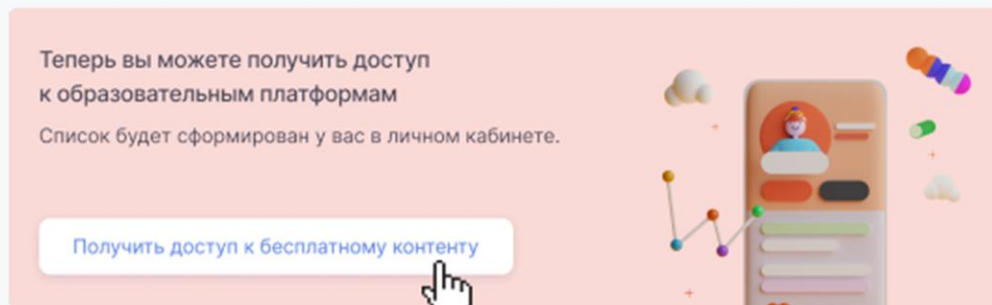 Теперь вы можете получить доступ
к образовательным платформам
Список будет сформирован у вас в личном кабинете.
Получить доступ к бесплатному контенту